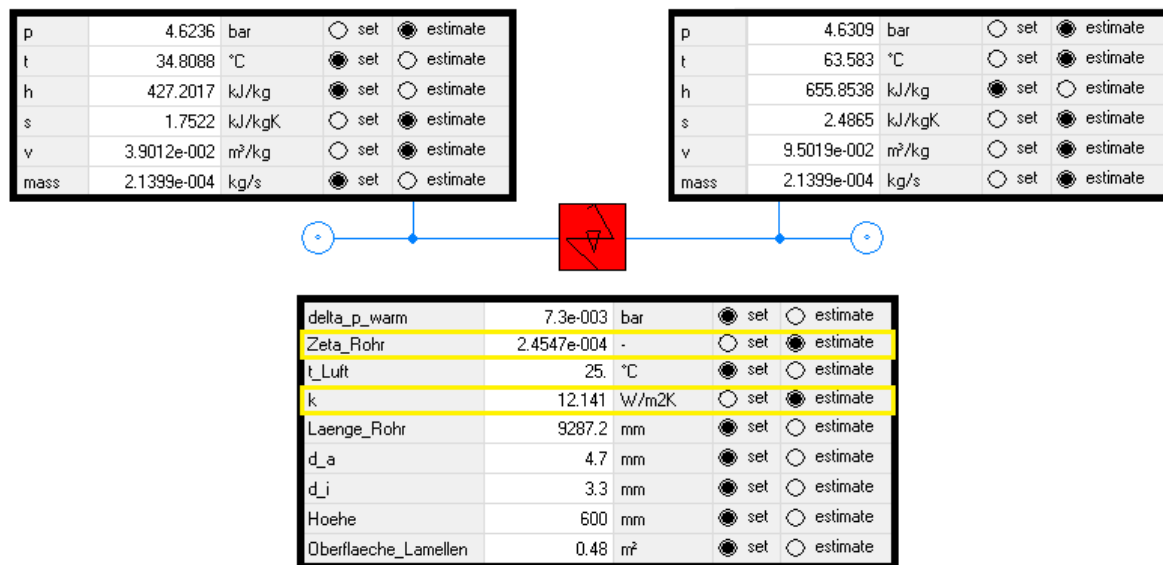 p 4.6236 bar set estimate
t 34.8088 °C set estimate
h 427.2017 kJ/kg set estimate
s 1.7522 kJ/kgK set estimate
v 3.9012e-002 m³/kg set estimate
mass 2.1399e-004 kg/s set estimate
p 4.6309 bar set estimate
t 63.583 °C set estimate
h 655.8538 kJ/kg set estimate
s 2.4865 kJ/kgK set estimate
v 9.5019e-002 m³/kg set estimate
mass 2.1399e-004 kg/s set estimate
delta_p_warm 7.3e-003 bar set estimate
Zeta_Rohr 2.4547e-004 - set estimate
t_Luft 25. °C set estimate
k 12.141 W/m2K set estimate
Laenge_Rohr 9287.2 mm set estimate
d_a 4.7 mm set estimate
d_i 3.3 mm set estimate
Hoehe 600 mm set estimate
Oberflaeche_Lamellen 0.48 m² set estimate